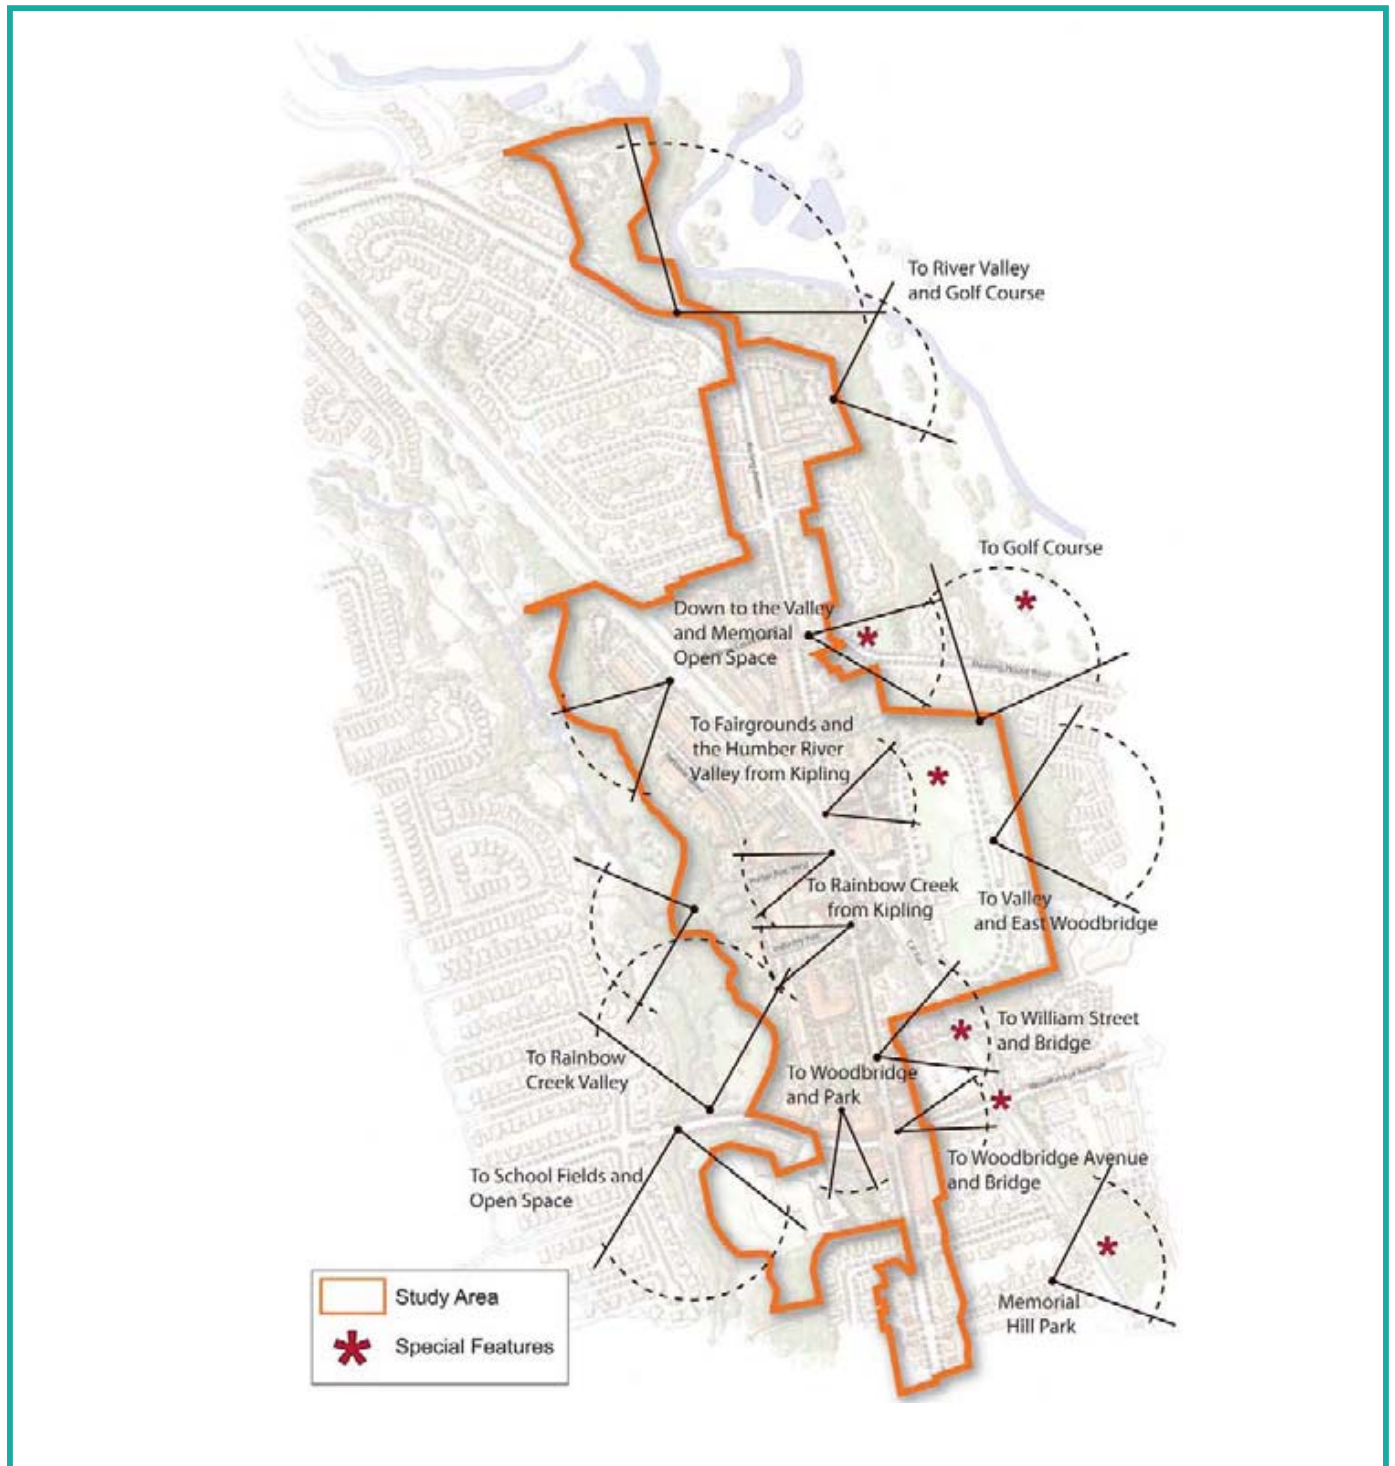 To River Valley
and Golf Course
To Golf Course
Down to the Valley
and Memorial
Open Space
To Fairgrounds and
the Humber River
Valley from Kipling
To Rainbow Creek
from Kipling
To Valley
and East Woodbridge
To William Street
and Bridge
To Rainbow
Creek Valley
To Woodbridge
and Park
To Woodbridge Avenue
and Bridge
To School Fields and
Open Space
Memorial
Hill Park
Study Area
Special Features